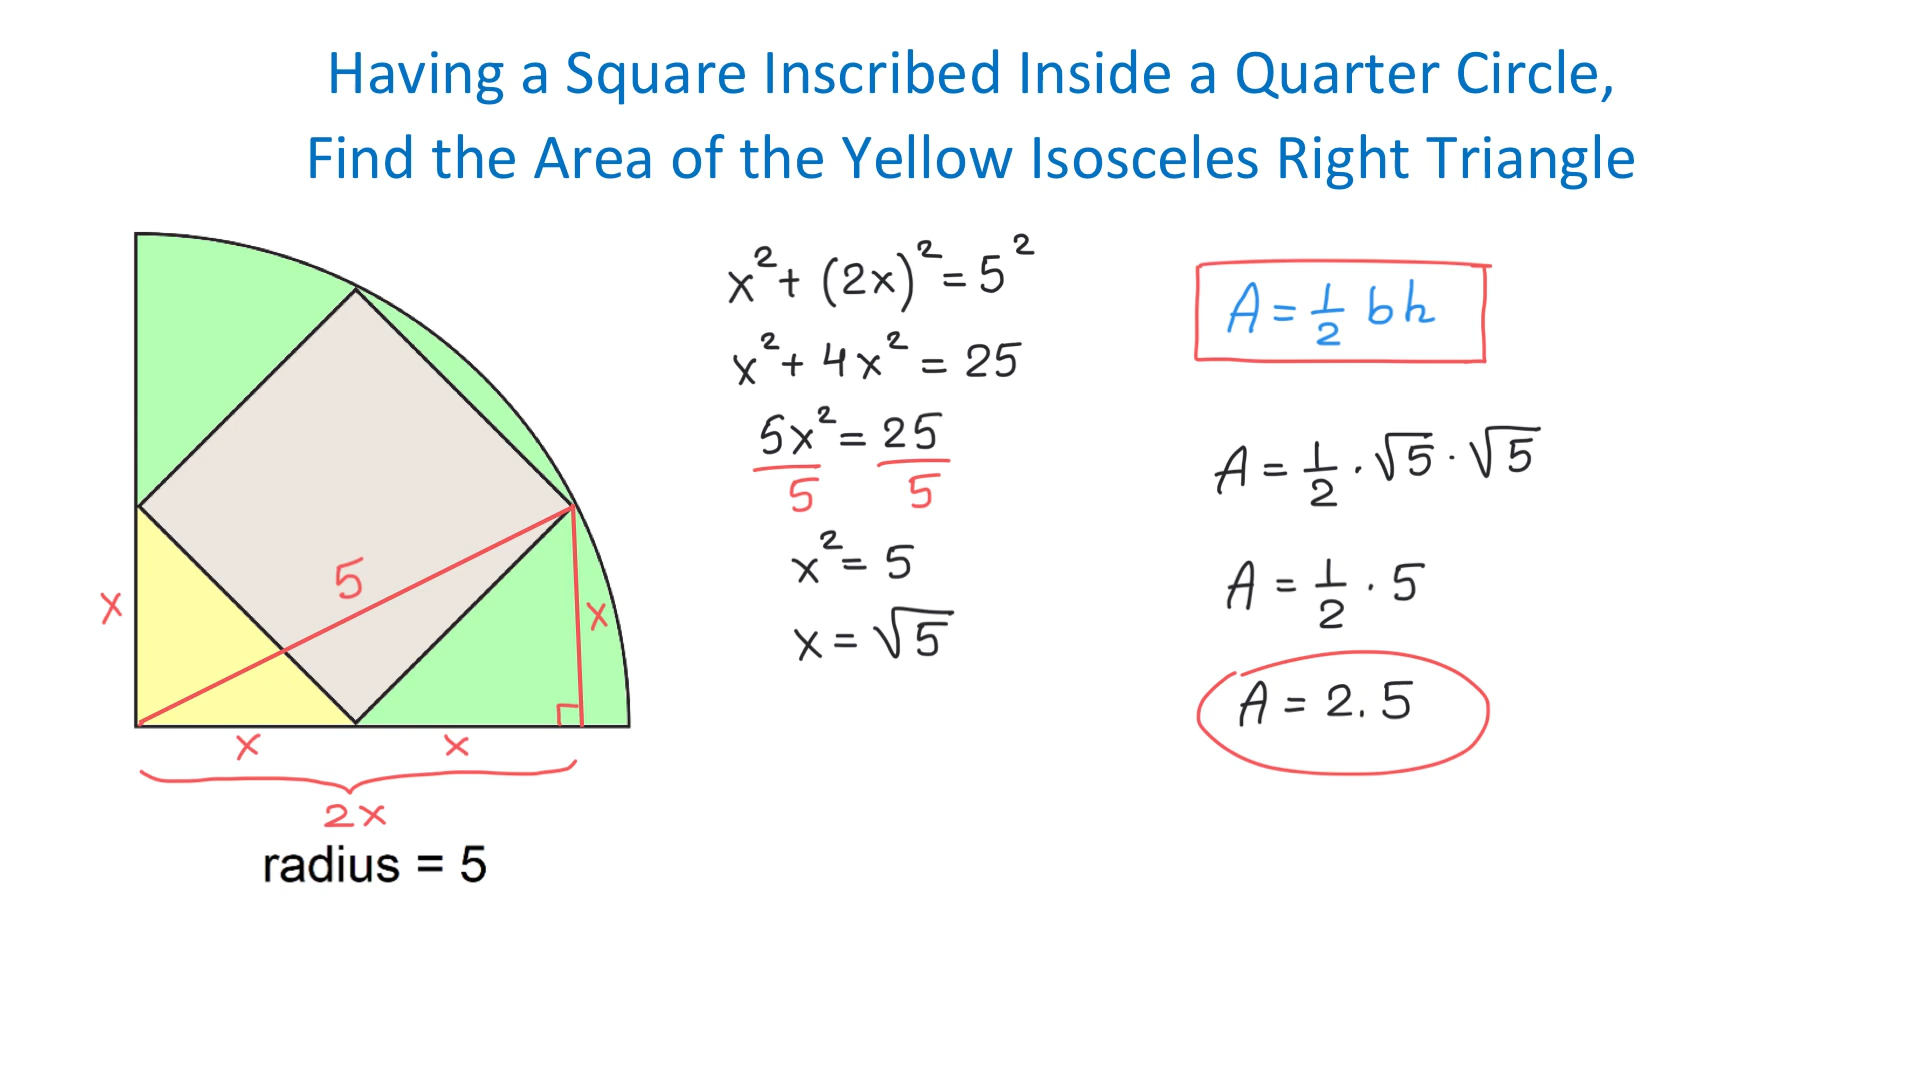 Having a Square Inscribed Inside a Quarter Circle,
Find the Area of the Yellow Isosceles Right Triangle
x
5
x
x
x
2x
radius = 5
x² + (2x)² = 5²
x² + 4x² = 25
5x² = 25
5 5
x² = 5
x = √5
A = 1/2 bh
A = 1/2 · √5 · √5
A = 1/2 · 5
A = 2.5